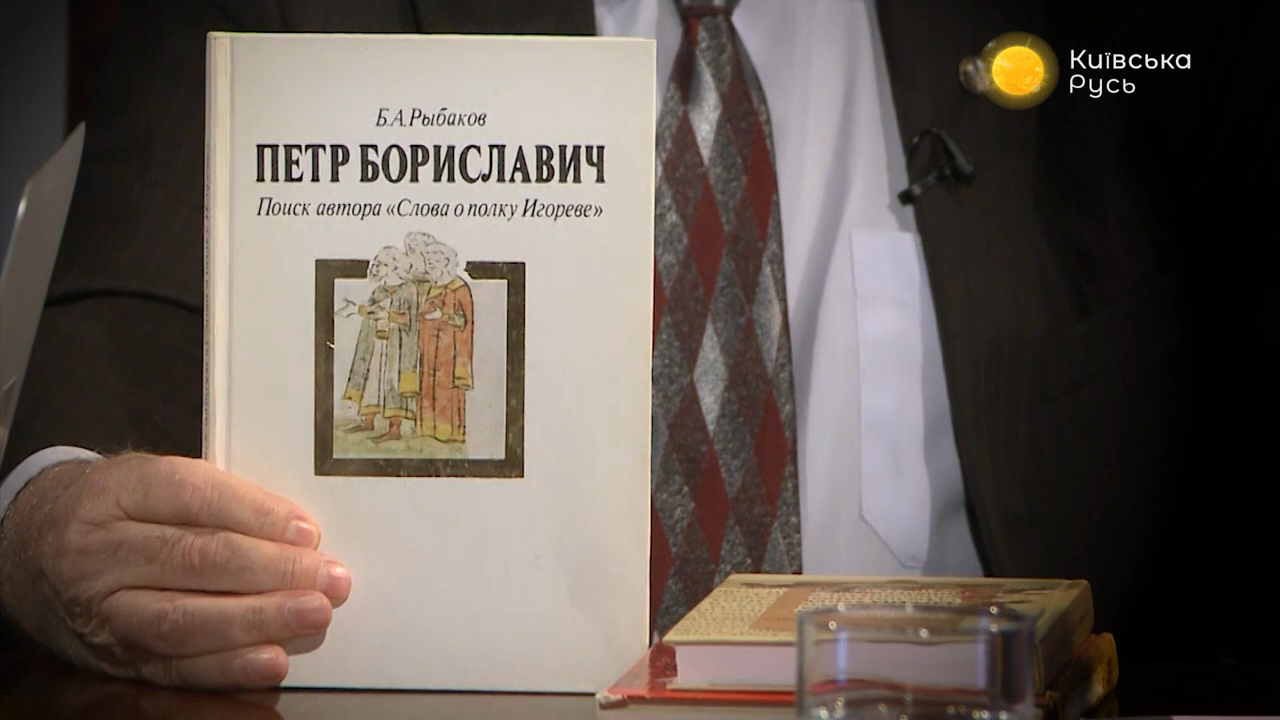 Б.А.Рыбаков
ПЕТР БОРИСЛАВИЧ
Поиск автора «Слова о полку Игореве»
Київська
Русь